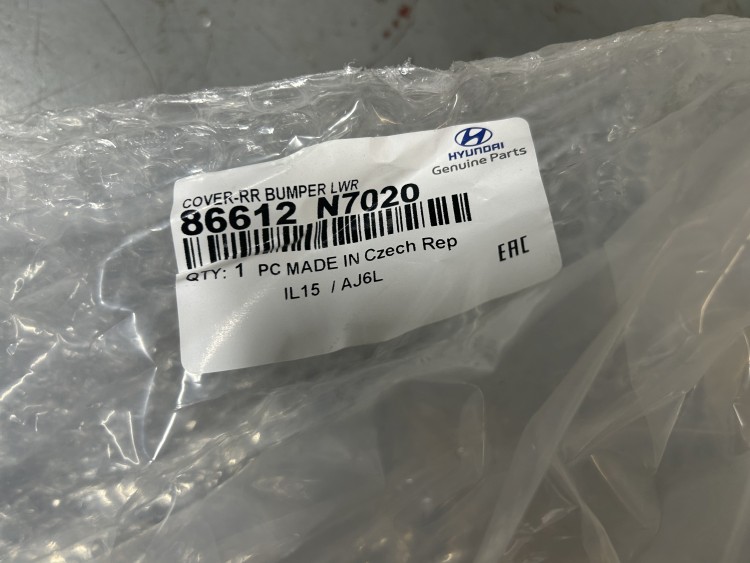 HYUNDAI
Genuine Parts
COVER-RR BUMPER LWR
86612 N7020
QTY: 1 PC MADE IN Czech Rep
EAC
IL15 / AJ6L